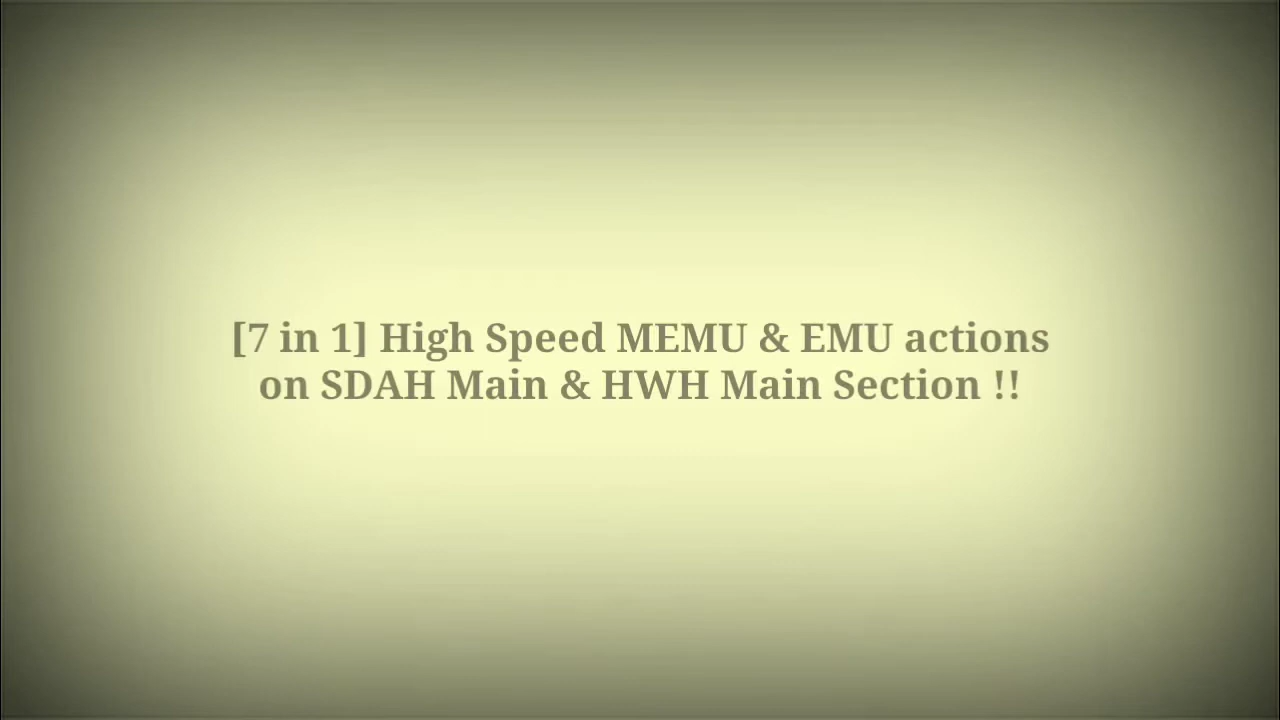 [7 in 1] High Speed MEMU & EMU actions
on SDAH Main & HWH Main Section !!